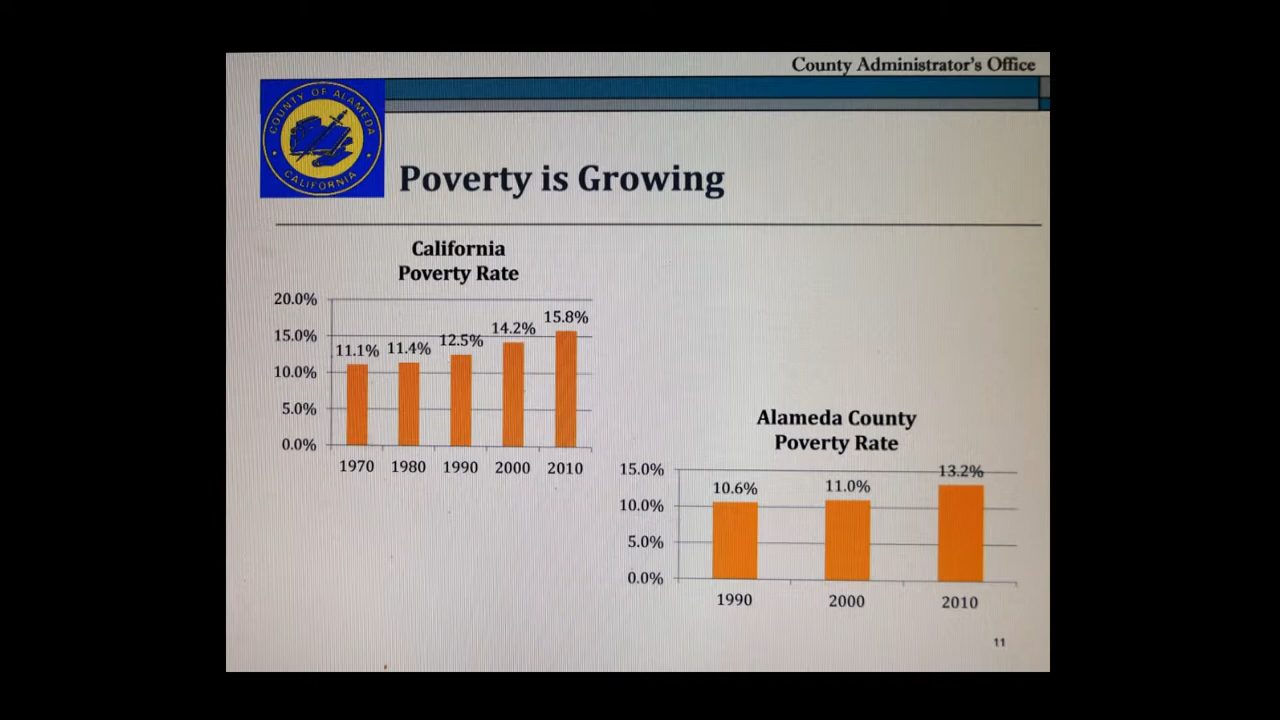 County Administrator's Office
COUNTY OF ALAMEDA
CALIFORNIA
Poverty is Growing
California
Poverty Rate
20.0%
15.0%
10.0%
5.0%
0.0%
11.1%
11.4%
12.5%
14.2%
15.8%
1970 1980 1990 2000 2010
Alameda County
Poverty Rate
15.0%
10.0%
5.0%
0.0%
10.6%
11.0%
13.2%
1990 2000 2010
11